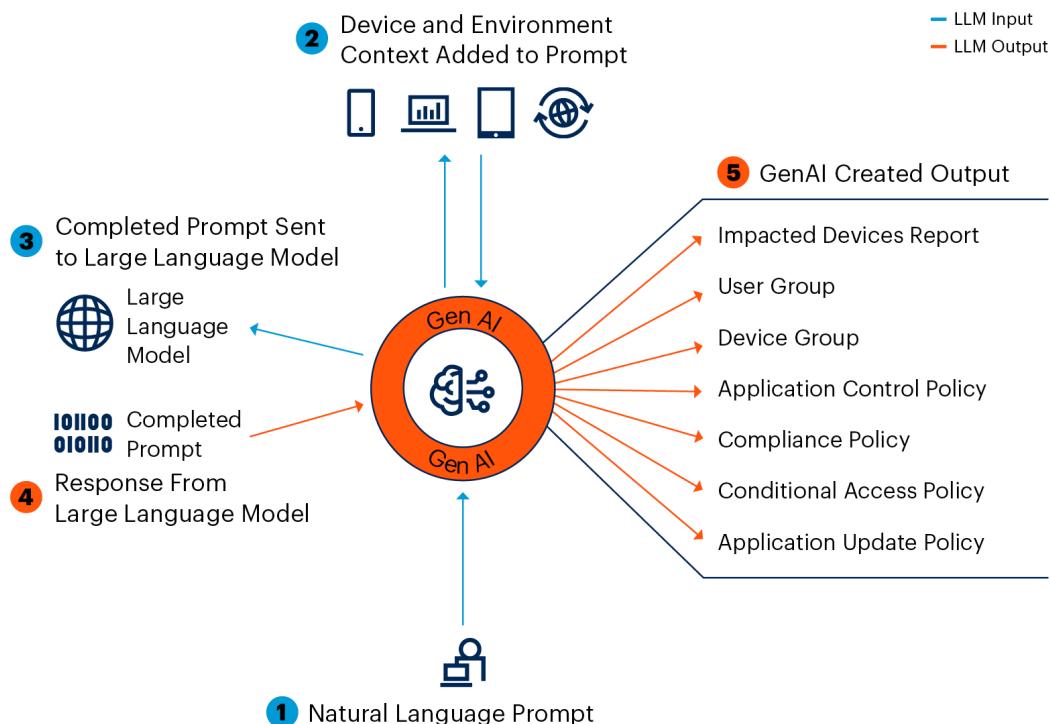 2 Device and Environment
Context Added to Prompt
LLM Input
LLM Output
5 GenAI Created Output
3 Completed Prompt Sent
to Large Language Model
Large
Language
Model
Gen AI
Gen AI
Impacted Devices Report
User Group
Device Group
Application Control Policy
Compliance Policy
Conditional Access Policy
Application Update Policy
101100
010110
Completed
Prompt
4 Response From
Large Language Model
1 Natural Language Prompt